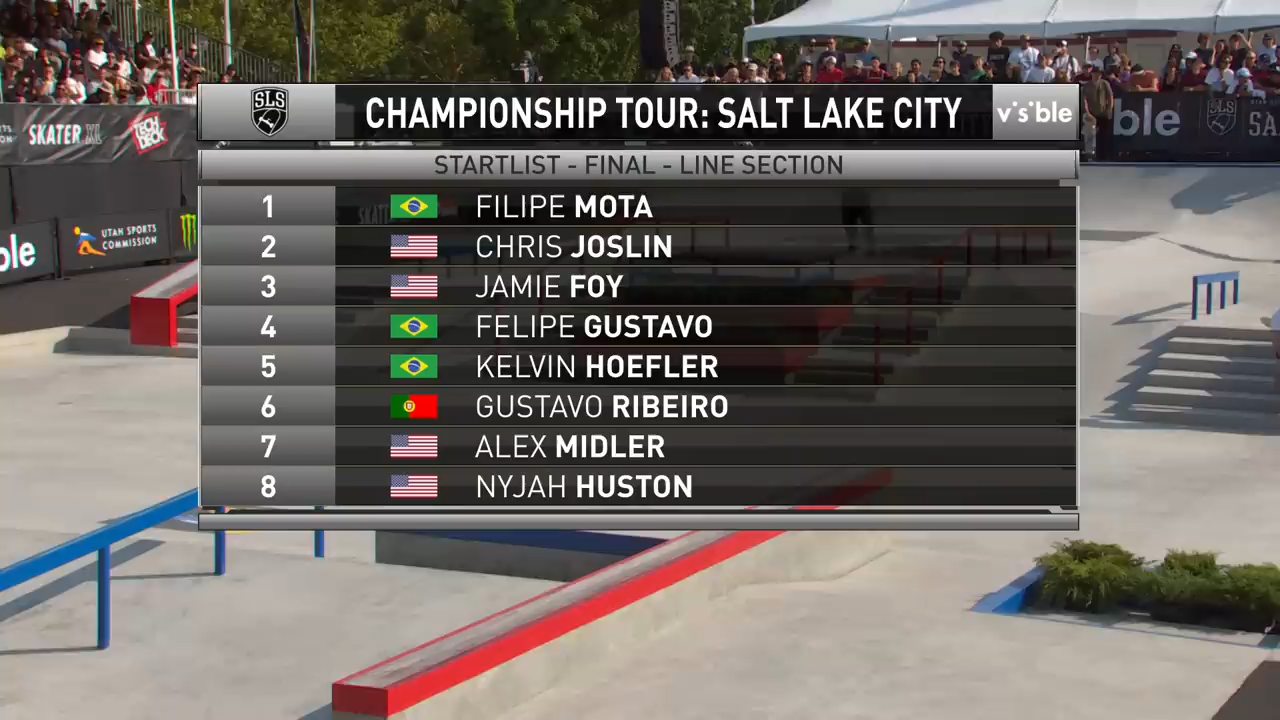 SLS
CHAMPIONSHIP TOUR: SALT LAKE CITY
visible
STARTLIST - FINAL - LINE SECTION
1 FILIPE MOTA
2 CHRIS JOSLIN
3 JAMIE FOY
4 FELIPE GUSTAVO
5 KELVIN HOEFLER
6 GUSTAVO RIBEIRO
7 ALEX MIDLER
8 NYJAH HUSTON
SKATER XL
TECH DECK
ble
UTAH SPORTS
COMMISSION
ble
SLS
SA